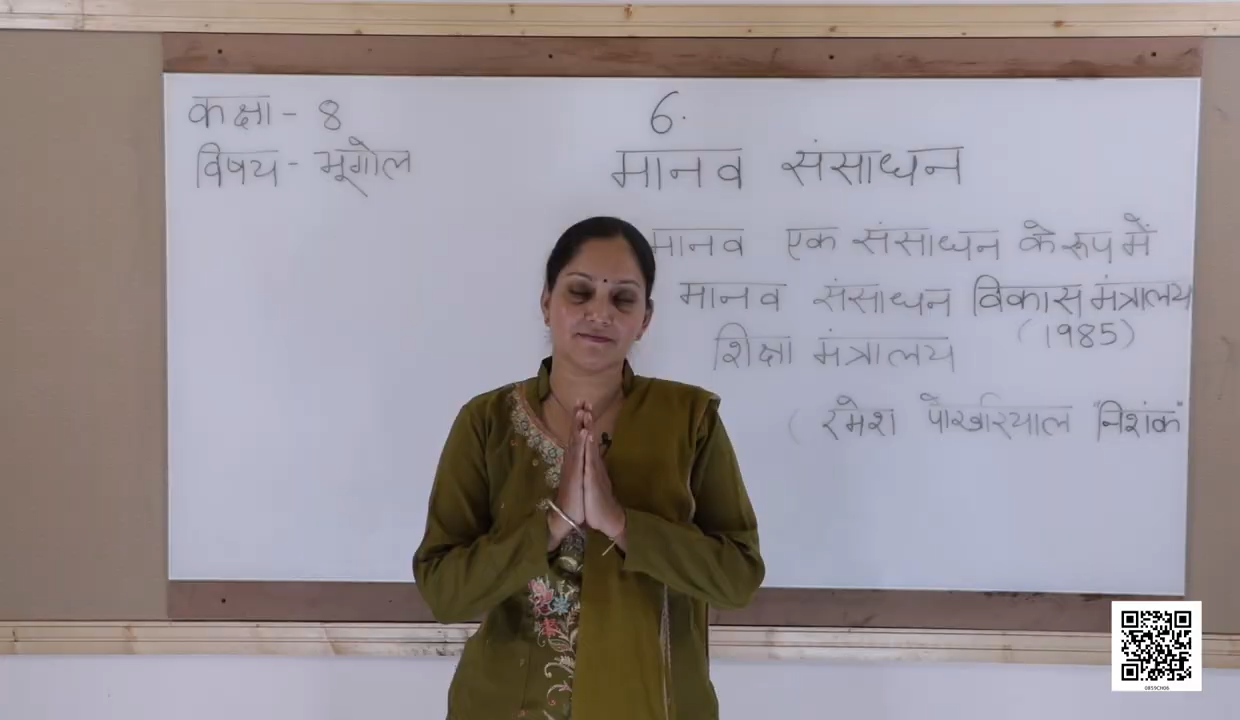 कक्षा - 8
विषय - भूगोल
6.
मानव संसाधन
मानव एक संसाधन के रूप में
मानव संसाधन विकास मंत्रालय
(1985)
शिक्षा मंत्रालय
( रमेश पोखरियाल "निशंक"